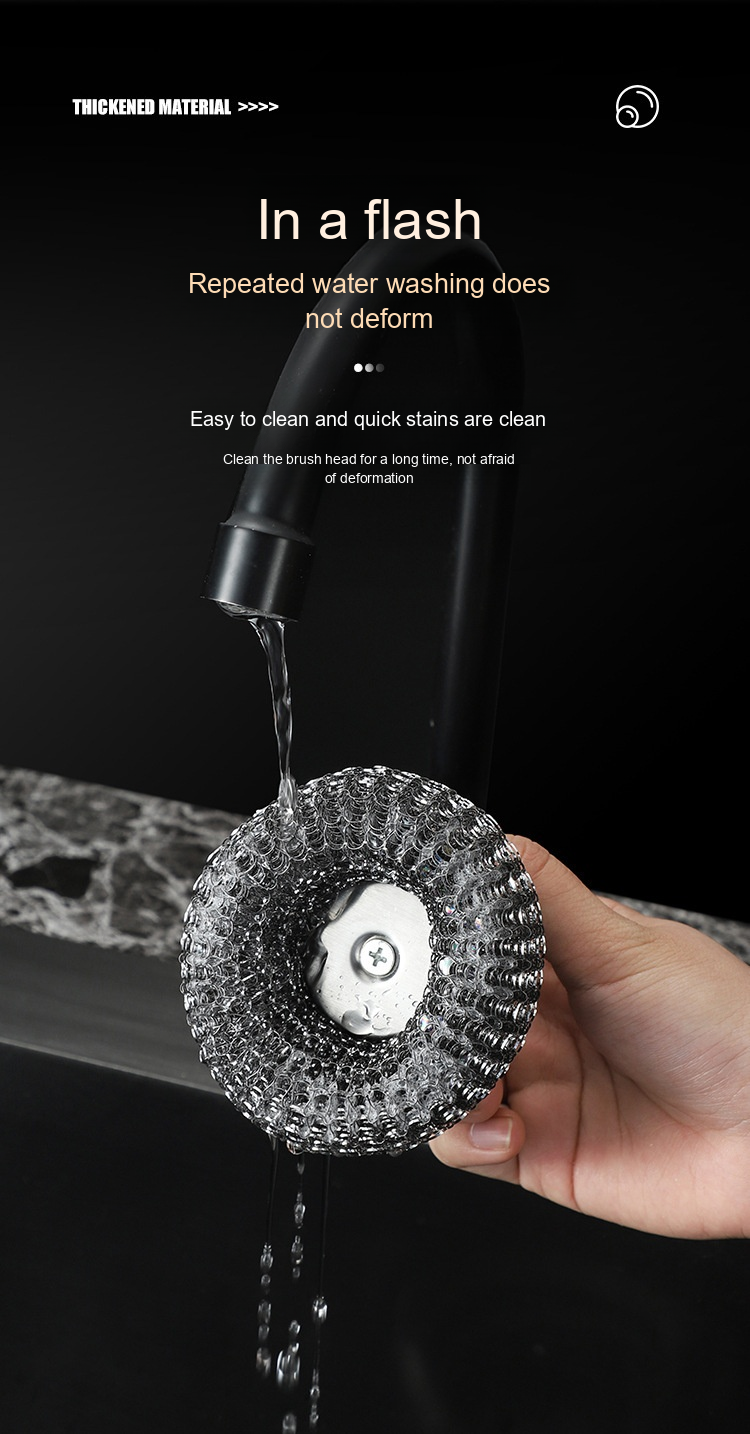 THICKENED MATERIAL >>>>
In a flash
Repeated water washing does
not deform
Easy to clean and quick stains are clean
Clean the brush head for a long time, not afraid
of deformation